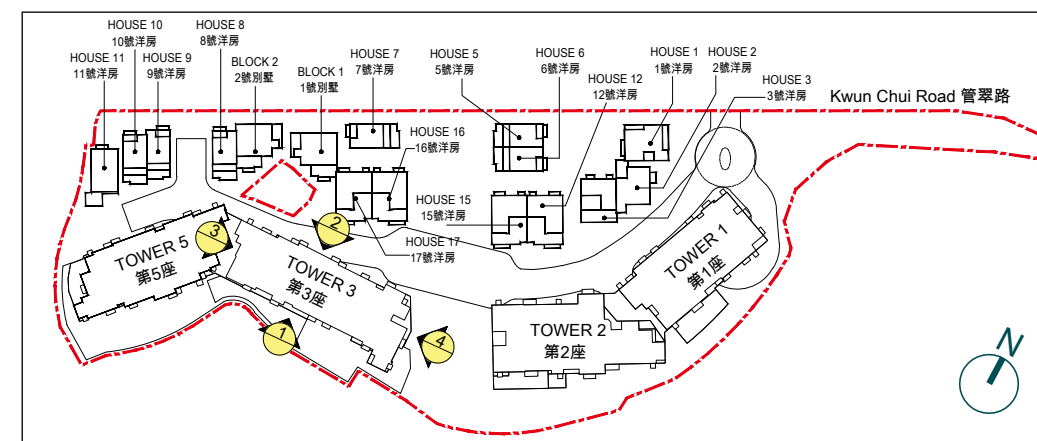 HOUSE 10
10號洋房
HOUSE 8
8號洋房
HOUSE 11
11號洋房
HOUSE 9
9號洋房
BLOCK 2
2號別墅
BLOCK 1
1號別墅
HOUSE 7
7號洋房
HOUSE 5
5號洋房
HOUSE 6
6號洋房
HOUSE 12
12號洋房
HOUSE 1
1號洋房
HOUSE 2
2號洋房
HOUSE 3
3號洋房
Kwun Chui Road 管翠路
HOUSE 16
16號洋房
HOUSE 15
15號洋房
HOUSE 17
17號洋房
TOWER 5
第5座
3
2
TOWER 3
第3座
1
4
TOWER 2
第2座
TOWER 1
第1座
N